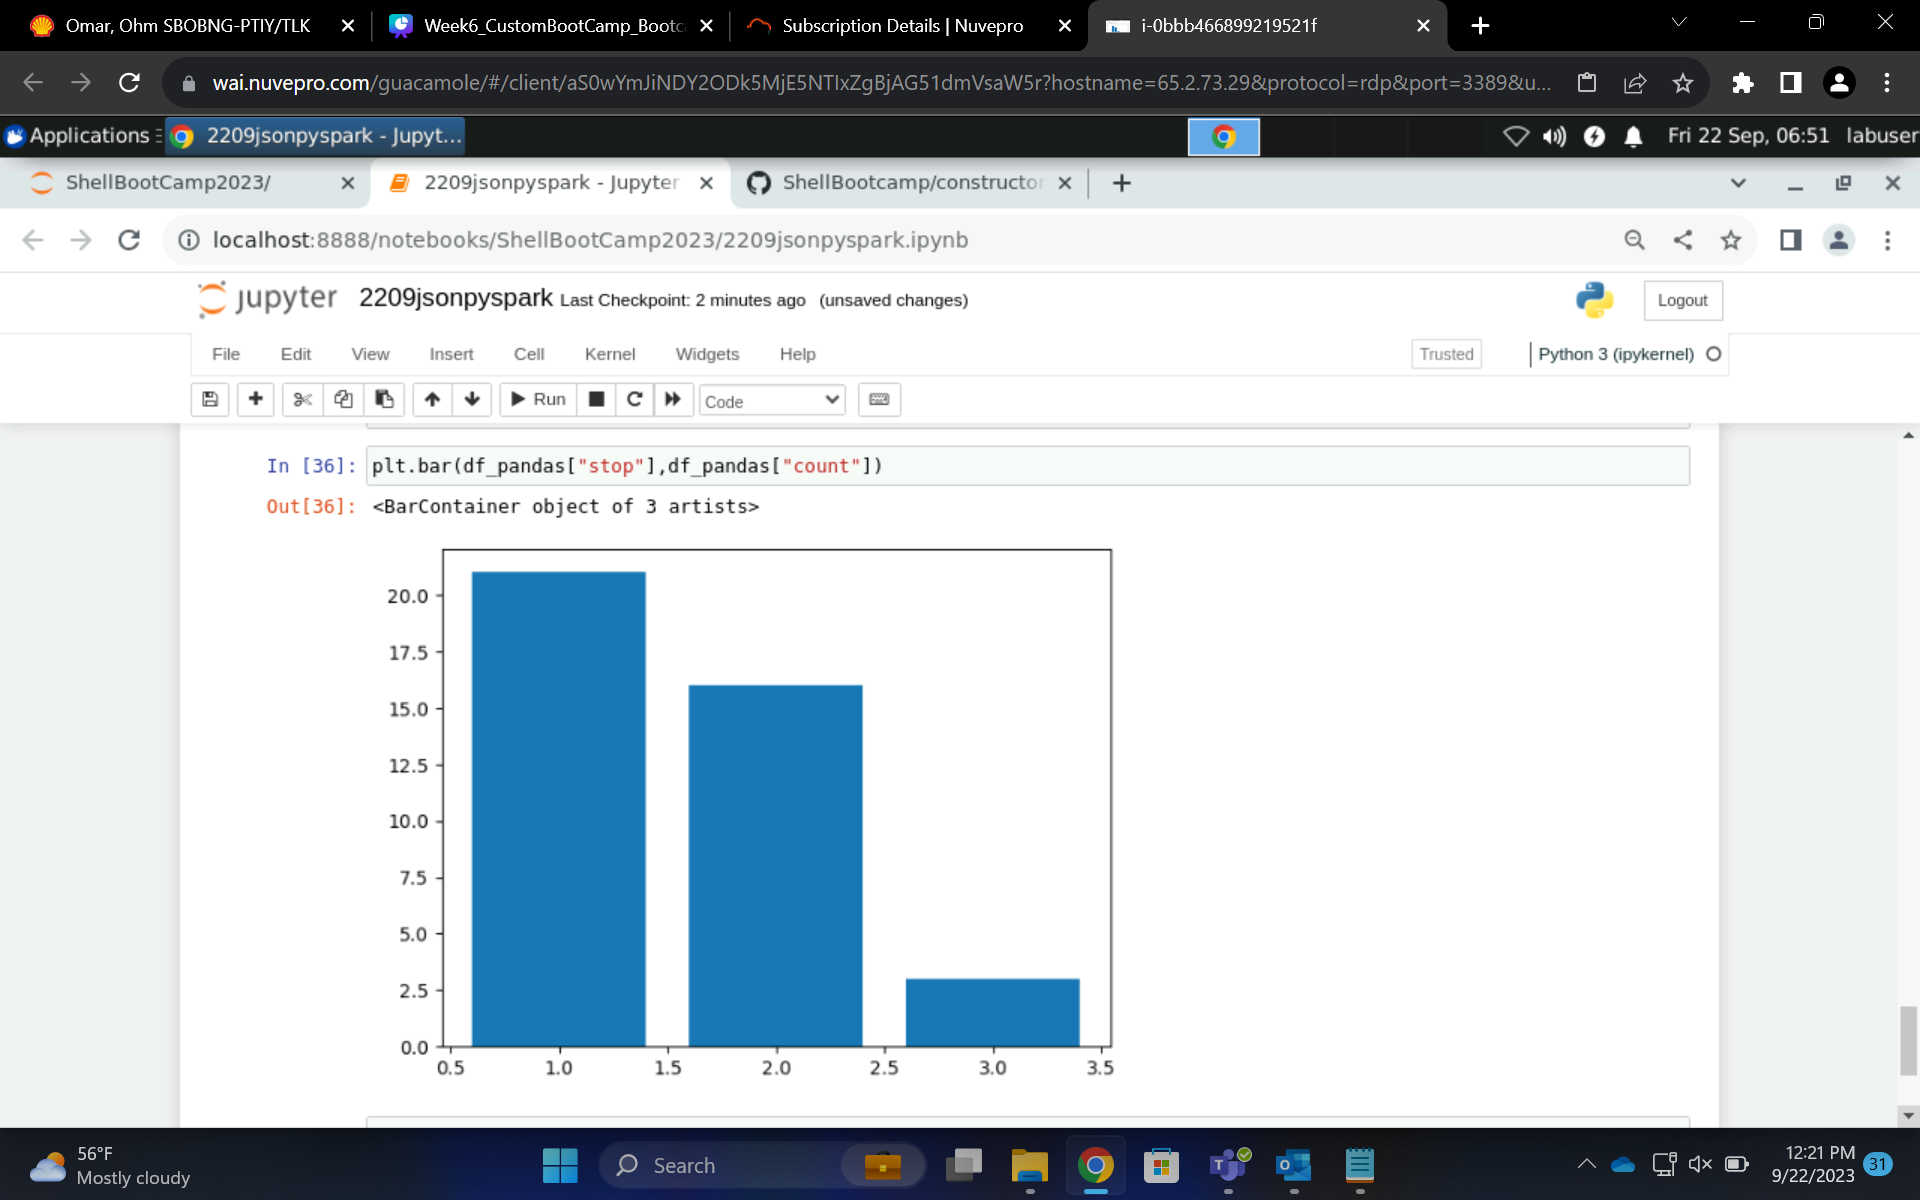 Omar, Ohm SBOBNG-PTIY/TLK
Week6_CustomBootCamp_Bootc
Subscription Details | Nuvepro
i-0bbb466899219521f
wai.nuvepro.com/guacamole/#/client/aS0wYmJiNDY2ODk5MjE5NTIxZgBjAG51dmVsaW5r?hostname=65.2.73.29&protocol=rdp&port=3389&u...
Applications
2209jsonpyspark - Jupyt...
Fri 22 Sep, 06:51 labuser
ShellBootCamp2023/
2209jsonpyspark - Jupyter
ShellBootcamp/constructor
localhost:8888/notebooks/ShellBootCamp2023/2209jsonpyspark.ipynb
jupyter 2209jsonpyspark Last Checkpoint: 2 minutes ago (unsaved changes)
Logout
File Edit View Insert Cell Kernel Widgets Help
Trusted
Python 3 (ipykernel)
Run
Code
In [36]: plt.bar(df_pandas["stop"],df_pandas["count"])
Out[36]: <BarContainer object of 3 artists>
20.0
17.5
15.0
12.5
10.0
7.5
5.0
2.5
0.0
0.5 1.0 1.5 2.0 2.5 3.0 3.5
56°F
Mostly cloudy
Search
12:21 PM
9/22/2023
31